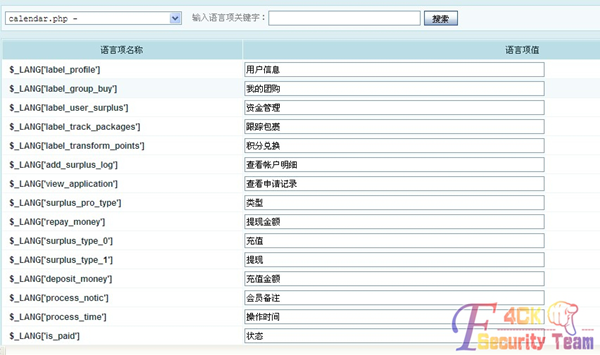 calendar.php - 输入语言项关键字： 搜索
语言项名称 语言项值
$_LANG['label_profile'] 用户信息
$_LANG['label_group_buy'] 我的团购
$_LANG['label_user_surplus'] 资金管理
$_LANG['label_track_packages'] 跟踪包裹
$_LANG['label_transform_points'] 积分兑换
$_LANG['add_surplus_log'] 查看帐户明细
$_LANG['view_application'] 查看申请记录
$_LANG['surplus_pro_type'] 类型
$_LANG['repay_money'] 提现金额
$_LANG['surplus_type_0'] 充值
$_LANG['surplus_type_1'] 提现
$_LANG['deposit_money'] 充值金额
$_LANG['process_notic'] 会员备注
$_LANG['process_time'] 操作时间
$_LANG['is_paid'] 状态
F4CK
Security Team